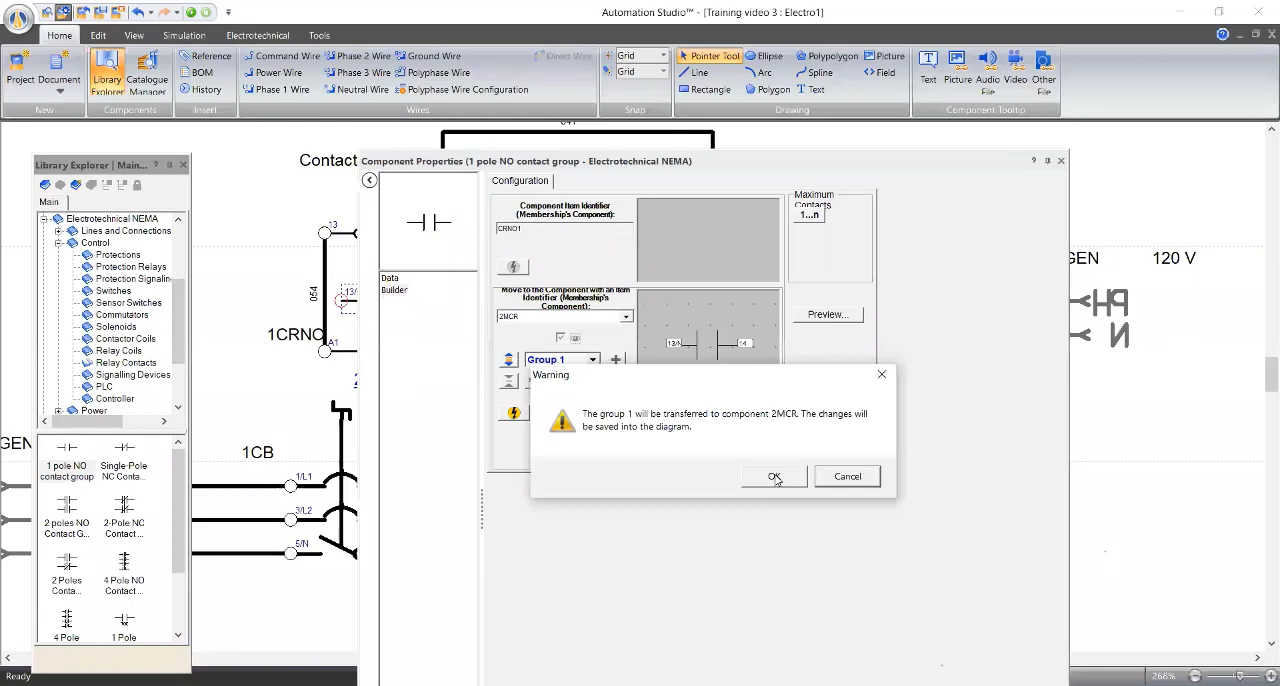 Automation Studio™ - [Training video 3 : Electro1]
Home Edit View Simulation Electrotechnical Tools
Project Document
New
Library Explorer
Catalogue Manager
Components
Reference
BOM
History
Insert
Command Wire Phase 2 Wire Ground Wire Direct Wire
Power Wire Phase 3 Wire Polyphase Wire
Phase 1 Wire Neutral Wire Polyphase Wire Configuration
Wires
Grid
Grid
Snap
Pointer Tool Ellipse Polypolygon Picture
Line Arc Spline Field
Rectangle Polygon Text
Drawing
Text Picture Audio File Video Other File
Component Tooltip
Library Explorer | Main...
Main
Electrotechnical NEMA
Lines and Connections
Control
Protections
Protection Relays
Protection Signalin
Switches
Sensor Switches
Commutators
Solenoids
Contactor Coils
Relay Coils
Relay Contacts
Signalling Devices
PLC
Controller
Power
1 pole NO contact group
Single-Pole NC Conta...
2 poles NO Contact G...
2-Pole NC Contact ...
2 Poles Conta...
4 Pole NO Contact ...
4 Pole
1 Pole
Contact
041
13
054
13/
1CRNO
A1
1CB
1/L1
3/L2
5/N
GEN
GEN
120 V
PH
N
Component Properties (1 pole NO contact group - Electrotechnical NEMA)
Data
Builder
Configuration
Component Item Identifier
(Membership's Component):
CRNO1
Move to the Component with an Item
Identifier (Membership's
Component):
2MCR
Group 1
13/N
14
Maximum
Contacts
1...n
Preview...
Warning
The group 1 will be transferred to component 2MCR. The changes will
be saved into the diagram.
OK
Cancel
Ready
268%